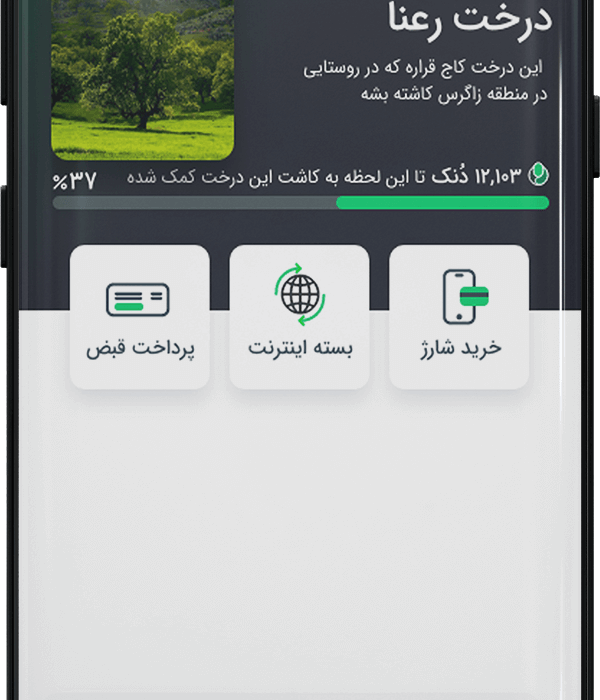 درخت رعنا
این درخت کاج قراره که در روستایی
در منطقه زاگرس کاشته بشه
۱۲,۱۰۳ دُنک تا این لحظه به کاشت این درخت کمک شده
%۳۷
خرید شارژ
بسته اینترنت
پرداخت قبض